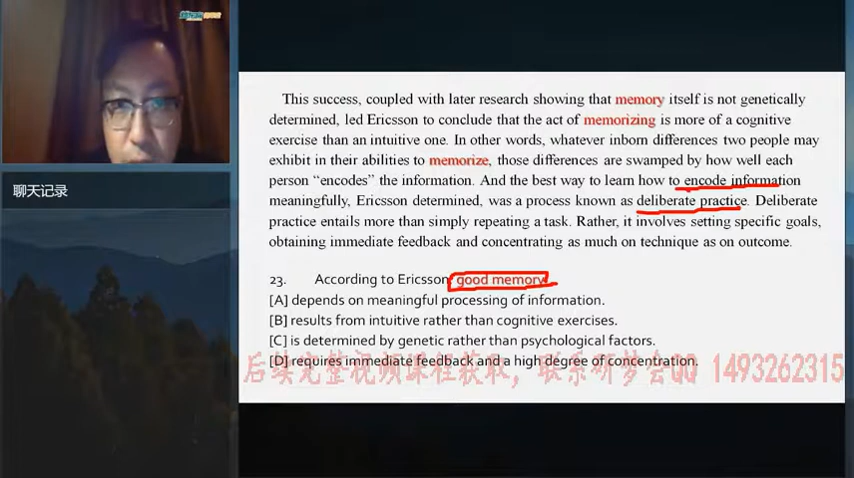 聊天记录
This success, coupled with later research showing that memory itself is not genetically
determined, led Ericsson to conclude that the act of memorizing is more of a cognitive
exercise than an intuitive one. In other words, whatever inborn differences two people may
exhibit in their abilities to memorize, those differences are swamped by how well each
person “encodes” the information. And the best way to learn how to encode information
meaningfully, Ericsson determined, was a process known as deliberate practice. Deliberate
practice entails more than simply repeating a task. Rather, it involves setting specific goals,
obtaining immediate feedback and concentrating as much on technique as on outcome.
23. According to Ericsson good memory
[A] depends on meaningful processing of information.
[B] results from intuitive rather than cognitive exercises.
[C] is determined by genetic rather than psychological factors.
[D] requires immediate feedback and a high degree of concentration.
后续完整视频课程获取，联系研梦会QQ 1493262315